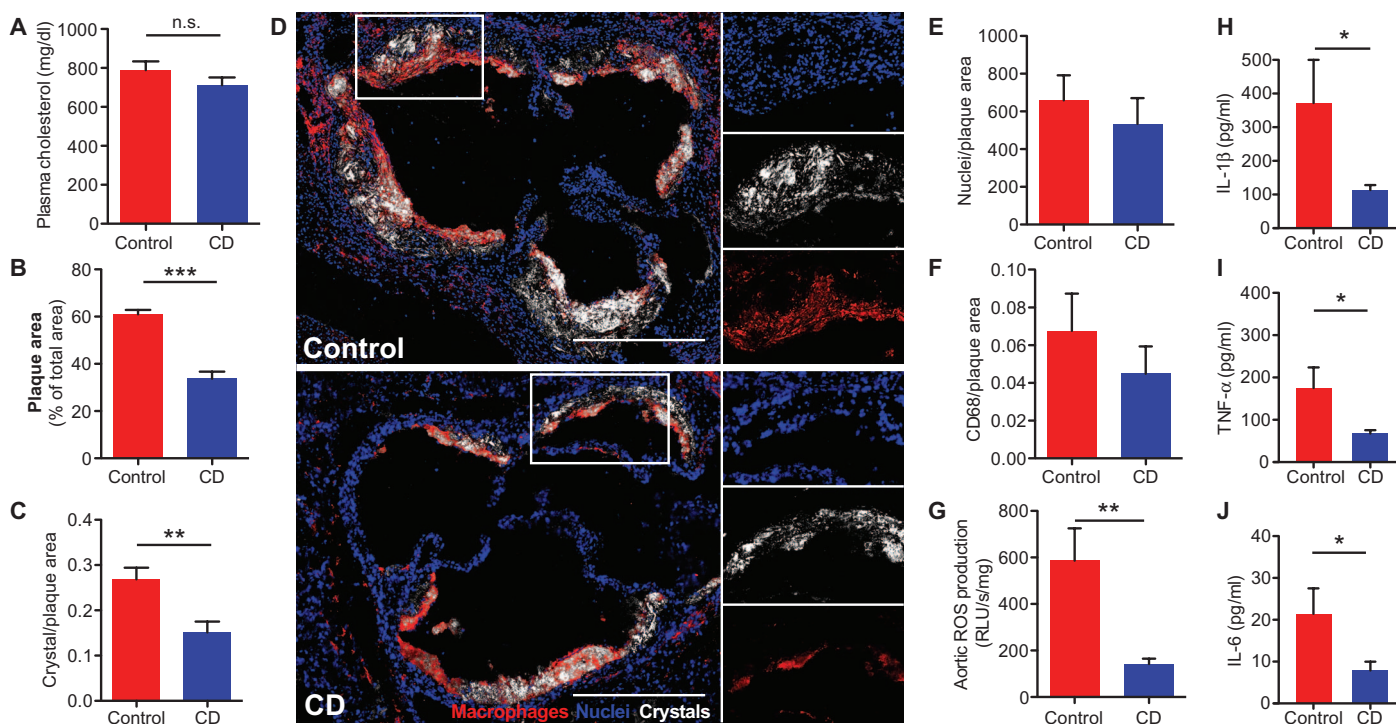 A
n.s.
Plasma cholesterol (mg/dl)
1000
800
600
400
200
0
Control
CD
B
***
Plaque area
(% of total area)
80
60
40
20
0
Control
CD
C
**
Crystal/plaque area
0.4
0.3
0.2
0.1
0.0
Control
CD
D
Control
CD
Macrophages Nuclei Crystals
E
Nuclei/plaque area
1000
800
600
400
200
0
Control
CD
F
CD68/plaque area
0.10
0.08
0.06
0.04
0.02
0.00
Control
CD
G
**
Aortic ROS production
(RLU/s/mg)
800
600
400
200
0
Control
CD
H
*
IL-1β (pg/ml)
500
400
300
200
100
0
Control
CD
I
*
TNF-α (pg/ml)
400
300
200
100
0
Control
CD
J
*
IL-6 (pg/ml)
40
30
20
10
0
Control
CD